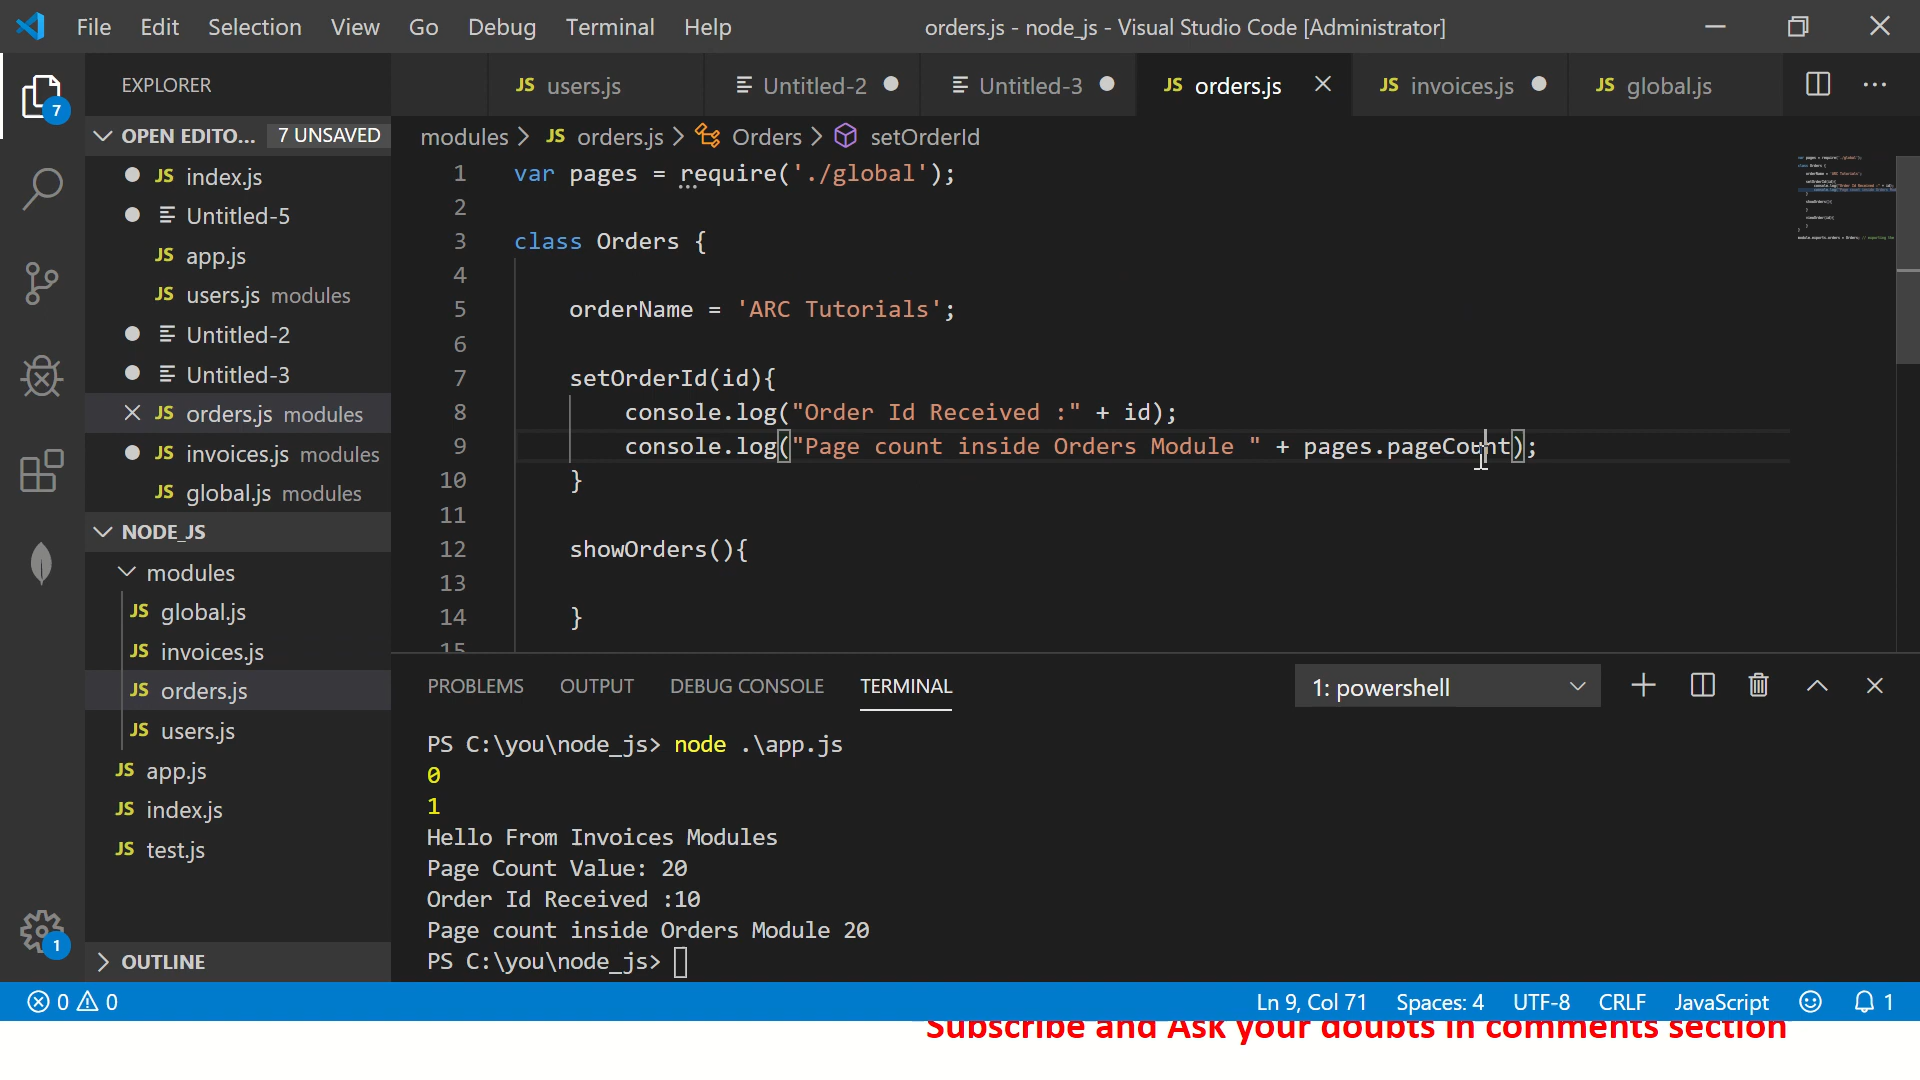 File Edit Selection View Go Debug Terminal Help
orders.js - node_js - Visual Studio Code [Administrator]
EXPLORER
JS users.js
Untitled-2
Untitled-3
JS orders.js
JS invoices.js
JS global.js
7
OPEN EDITO... 7 UNSAVED
JS index.js
Untitled-5
JS app.js
JS users.js modules
Untitled-2
Untitled-3
JS orders.js modules
JS invoices.js modules
JS global.js modules
NODE_JS
modules
JS global.js
JS invoices.js
JS orders.js
JS users.js
JS app.js
JS index.js
JS test.js
OUTLINE
1
modules > JS orders.js > Orders > setOrderId
1 var pages = require('./global');
2
3 class Orders {
4
5 orderName = 'ARC Tutorials';
6
7 setOrderId(id){
8 console.log("Order Id Received :" + id);
9 console.log("Page count inside Orders Module " + pages.pageCount);
10 }
11
12 showOrders(){
13
14 }
15
PROBLEMS OUTPUT DEBUG CONSOLE TERMINAL
1: powershell
PS C:\you\node_js> node .\app.js
0
1
Hello From Invoices Modules
Page Count Value: 20
Order Id Received :10
Page count inside Orders Module 20
PS C:\you\node_js>
0 0
Ln 9, Col 71 Spaces: 4 UTF-8 CRLF JavaScript 1
Subscribe and Ask your doubts in comments section